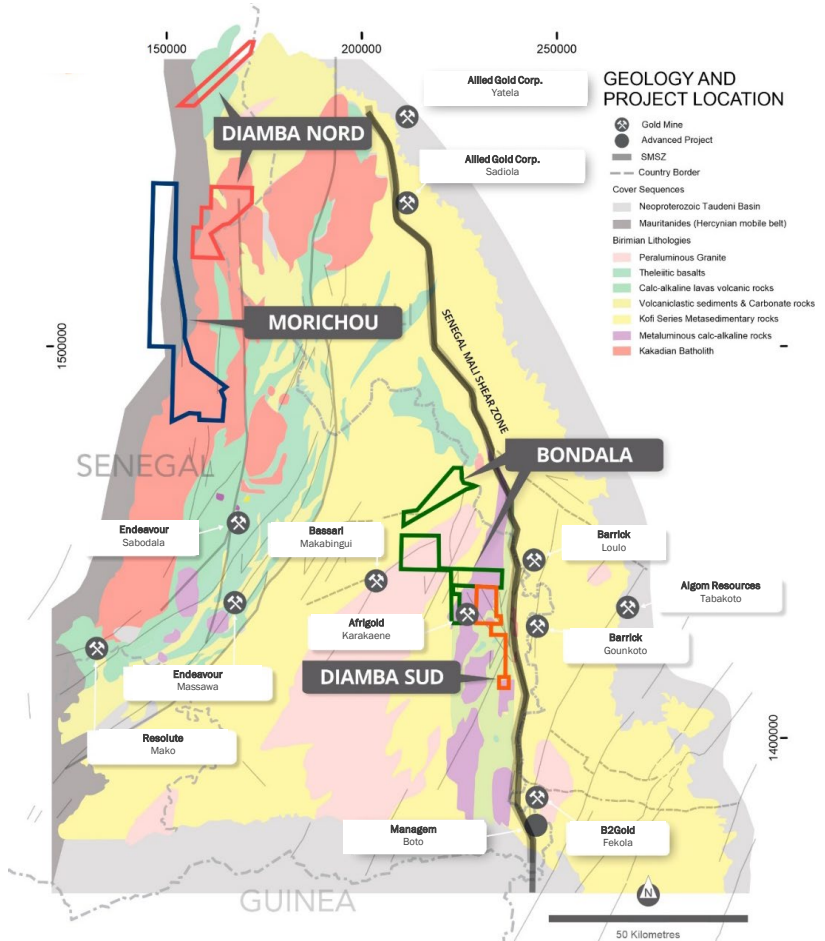 150000
200000
250000
GEOLOGY AND
PROJECT LOCATION
Gold Mine
Advanced Project
SMSZ
Country Border
Cover Sequences
Neoproterozoic Taudeni Basin
Mauritanides (Hercynian mobile belt)
Birimian Lithologies
Peraluminous Granite
Theleiitic basalts
Calc-alkaline lavas volcanic rocks
Volcaniclastic sediments & Carbonate rocks
Kofi Series Metasedimentary rocks
Metaluminous calc-alkaline rocks
Kakadian Batholith
Allied Gold Corp.
Yatela
DIAMBA NORD
Allied Gold Corp.
Sadiola
MORICHOU
1500000
SENEGAL MALI SHEAR ZONE
BONDALA
SENEGAL
Endeavour
Sabodala
Bassari
Makabingui
Barrick
Loulo
Algom Resources
Tabakoto
Afrigold
Karakaene
Barrick
Gounkoto
Endeavour
Massawa
DIAMBA SUD
Resolute
Mako
1400000
Managem
Boto
B2Gold
Fekola
GUINEA
N
50 Kilometres